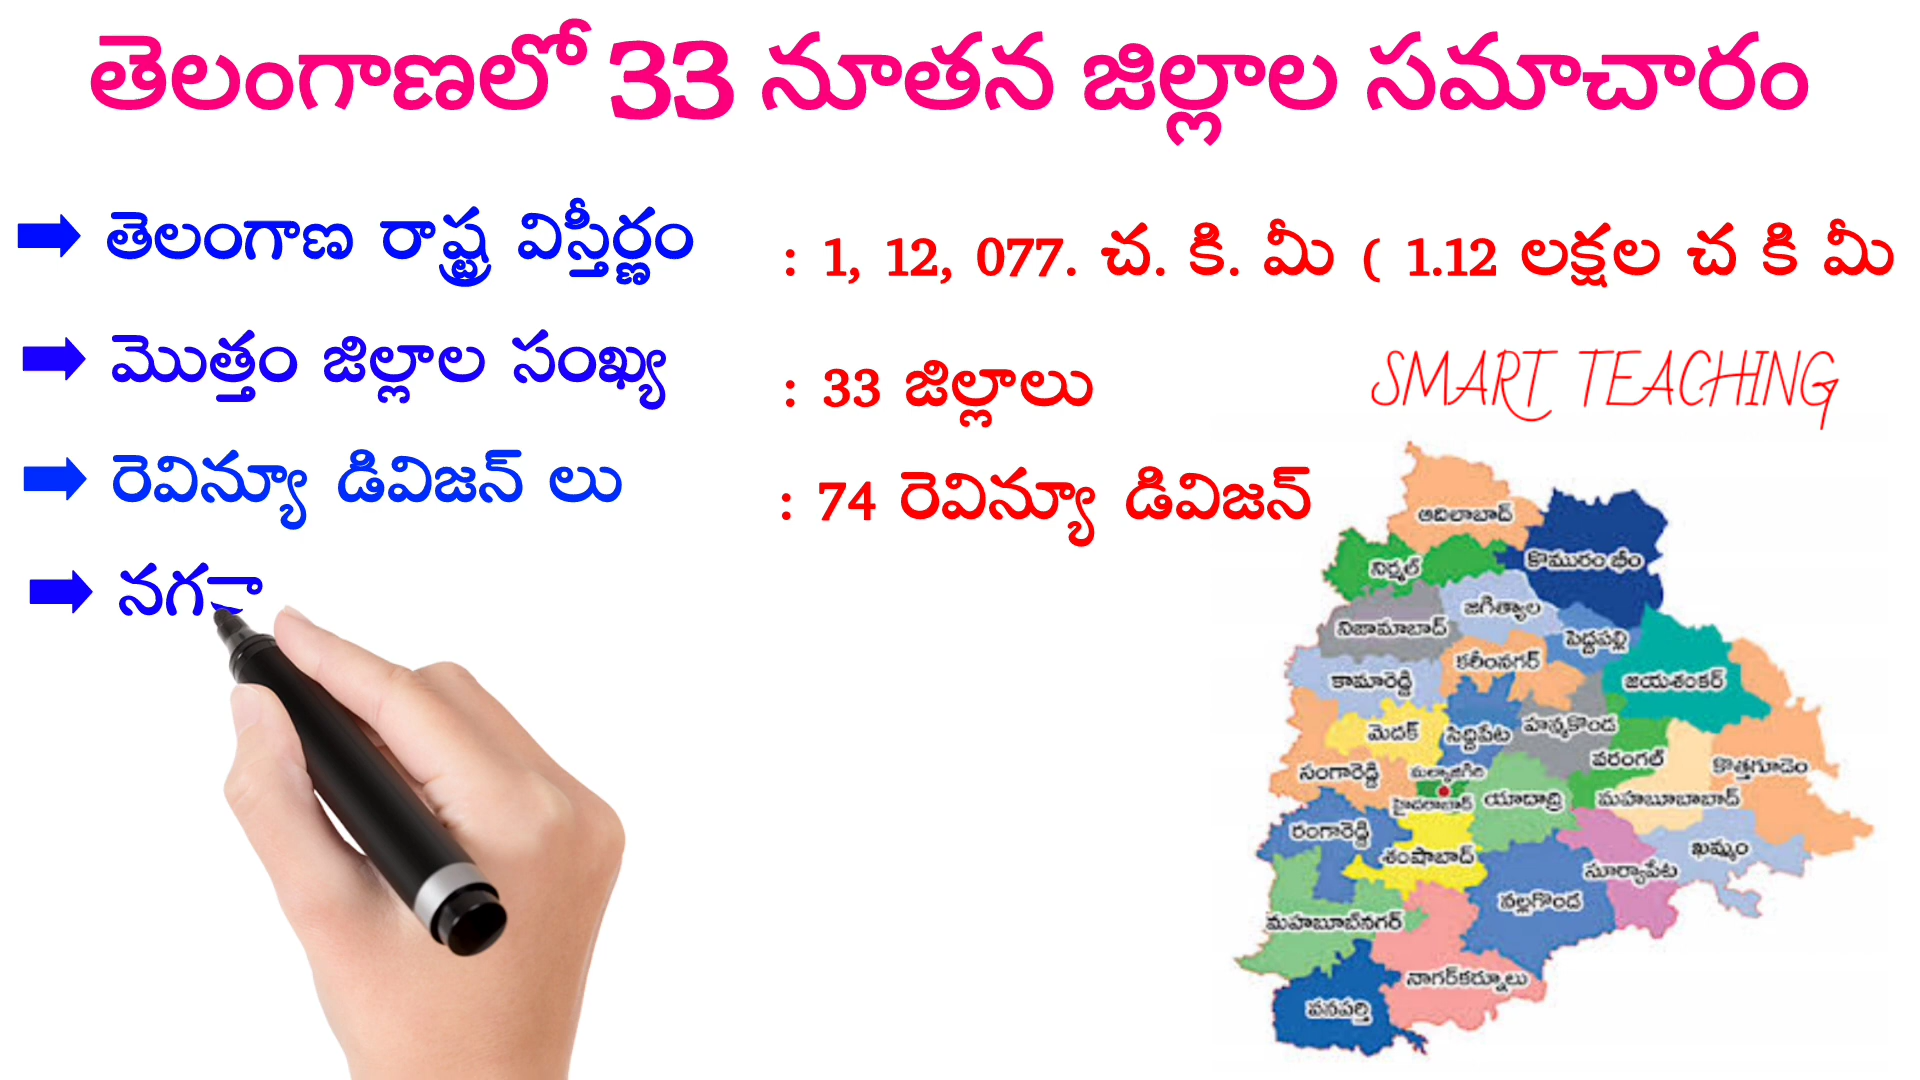 తెలంగాణలో 33 నూతన జిల్లాల సమాచారం
తెలంగాణ రాష్ట్ర విస్తీర్ణం : 1, 12, 077. చ. కి. మీ ( 1.12 లక్షల చ కి మీ
మొత్తం జిల్లాల సంఖ్య : 33 జిల్లాలు
SMART TEACHING
రెవిన్యూ డివిజన్ లు : 74 రెవిన్యూ డివిజన్
ఆదిలాబాద్
కొమురం భీం
నిర్మల్
జగిత్యాల
నిజామాబాద్
పెద్దపల్లి
కరీంనగర్
కామారెడ్డి
జయశంకర్
మెదక్
సిద్దిపేట
హన్మకొండ
వరంగల్
కొత్తగూడెం
సంగారెడ్డి
మల్కాజిగిరి
హైదరాబాద్
యాదాద్రి
మహబూబాబాద్
రంగారెడ్డి
శంషాబాద్
ఖమ్మం
సూర్యాపేట
నల్లగొండ
మహబూబ్‌నగర్
నాగర్‌కర్నూలు
వనపర్తి